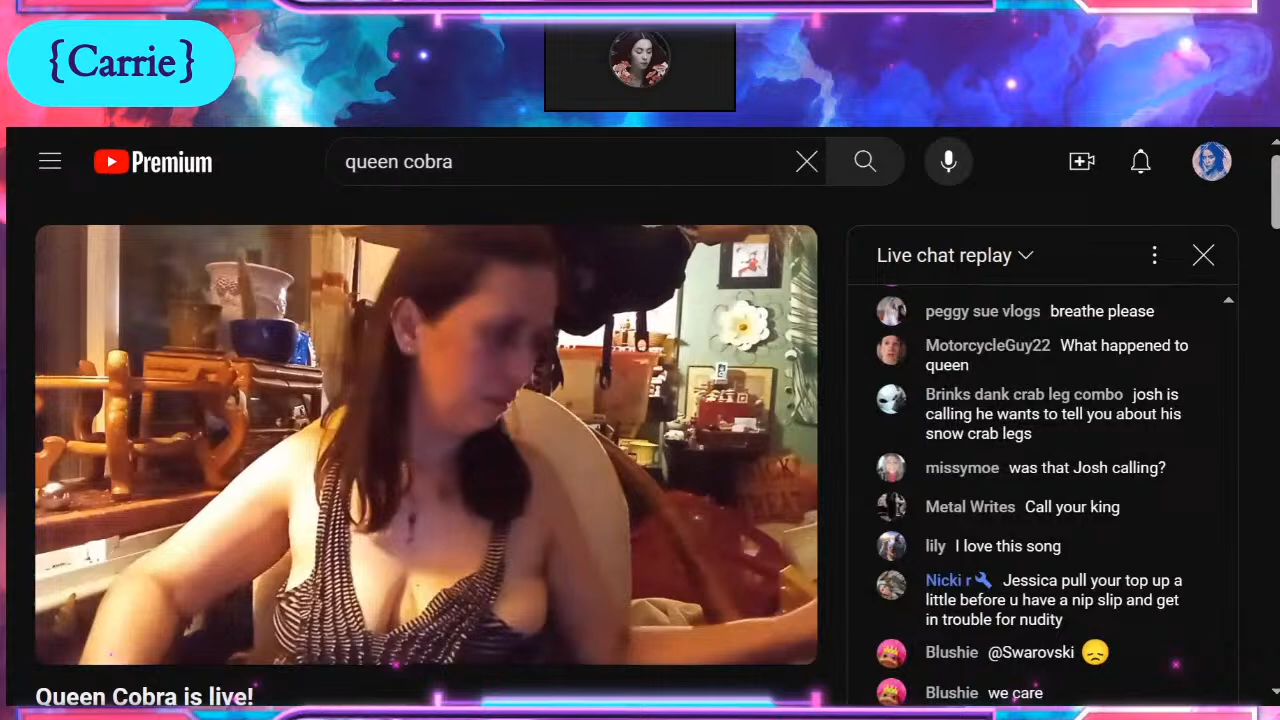 {Carrie}
Premium
queen cobra
Live chat replay
peggy sue vlogs breathe please
MotorcycleGuy22 What happened to
queen
Brinks dank crab leg combo josh is
calling he wants to tell you about his
snow crab legs
missymoe was that Josh calling?
Metal Writes Call your king
lily I love this song
Nicki r Jessica pull your top up a
little before u have a nip slip and get
in trouble for nudity
Blushie @Swarovski
Blushie we care
Queen Cobra is live!